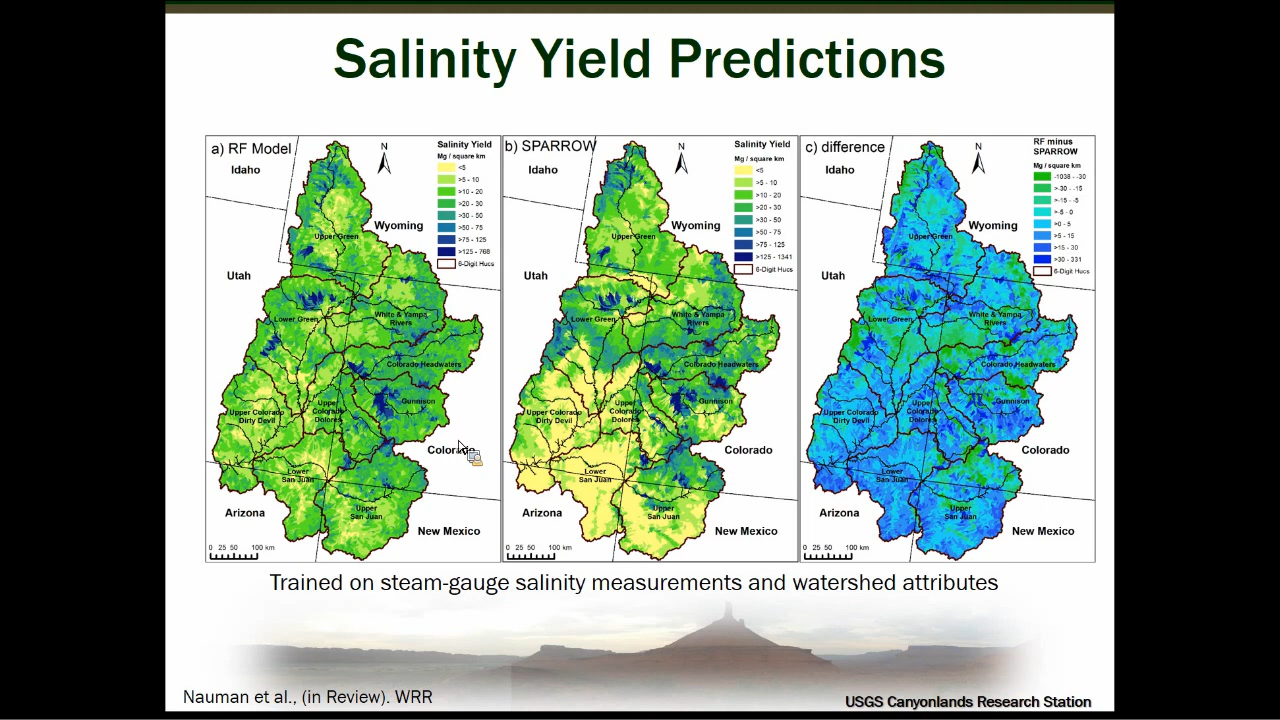 Salinity Yield Predictions
a) RF Model
N
Salinity Yield
Mg / square km
<5
>5 - 10
>10 - 20
>20 - 30
>30 - 50
>50 - 75
>75 - 125
>125 - 768
6-Digit Hucs
Idaho
Wyoming
Utah
Colorado
Arizona
New Mexico
Upper Green
Lower Green
White & Yampa
Rivers
Colorado Headwaters
Gunnison
Upper Colorado
Dirty Devil
Upper
Colorado
Dolores
Lower
San Juan
Upper
San Juan
0 25 50 100 km
b) SPARROW
N
Salinity Yield
Mg / square km
<5
>5 - 10
>10 - 20
>20 - 30
>30 - 50
>50 - 75
>75 - 125
>125 - 1341
6-Digit Hucs
Idaho
Wyoming
Utah
Colorado
Arizona
New Mexico
Upper Green
Lower Green
White & Yampa
Rivers
Colorado Headwaters
Gunnison
Upper Colorado
Dirty Devil
Upper
Colorado
Dolores
Lower
San Juan
Upper
San Juan
0 25 50 100 km
c) difference
N
RF minus
SPARROW
Mg / square km
-1038 - -30
>-30 - -15
>-15 - -5
>-5 - 0
>0 - 5
>5 - 15
>15 - 30
>30 - 331
6-Digit Hucs
Idaho
Wyoming
Utah
Colorado
Arizona
New Mexico
Upper Green
Lower Green
White & Yampa
Rivers
Colorado Headwaters
Gunnison
Upper Colorado
Dirty Devil
Upper
Colorado
Dolores
Lower
San Juan
Upper
San Juan
0 25 50 100 km
Trained on steam-gauge salinity measurements and watershed attributes
Nauman et al., (in Review). WRR
USGS Canyonlands Research Station